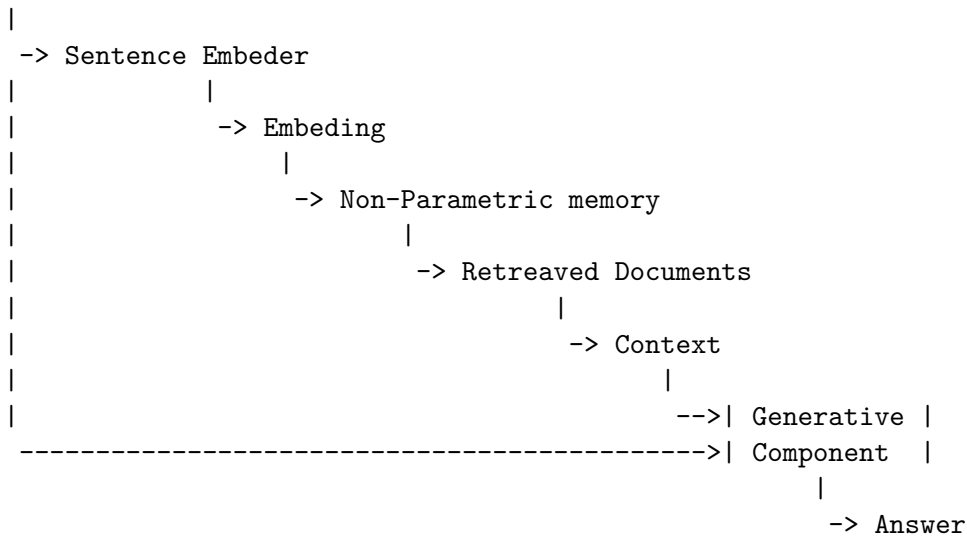 |
-> Sentence Embeder
| |
| -> Embeding
| |
| -> Non-Parametric memory
| |
| -> Retreaved Documents
| |
| -> Context
| |
| -->| Generative |
--------------------------------------------->| Component |
|
-> Answer